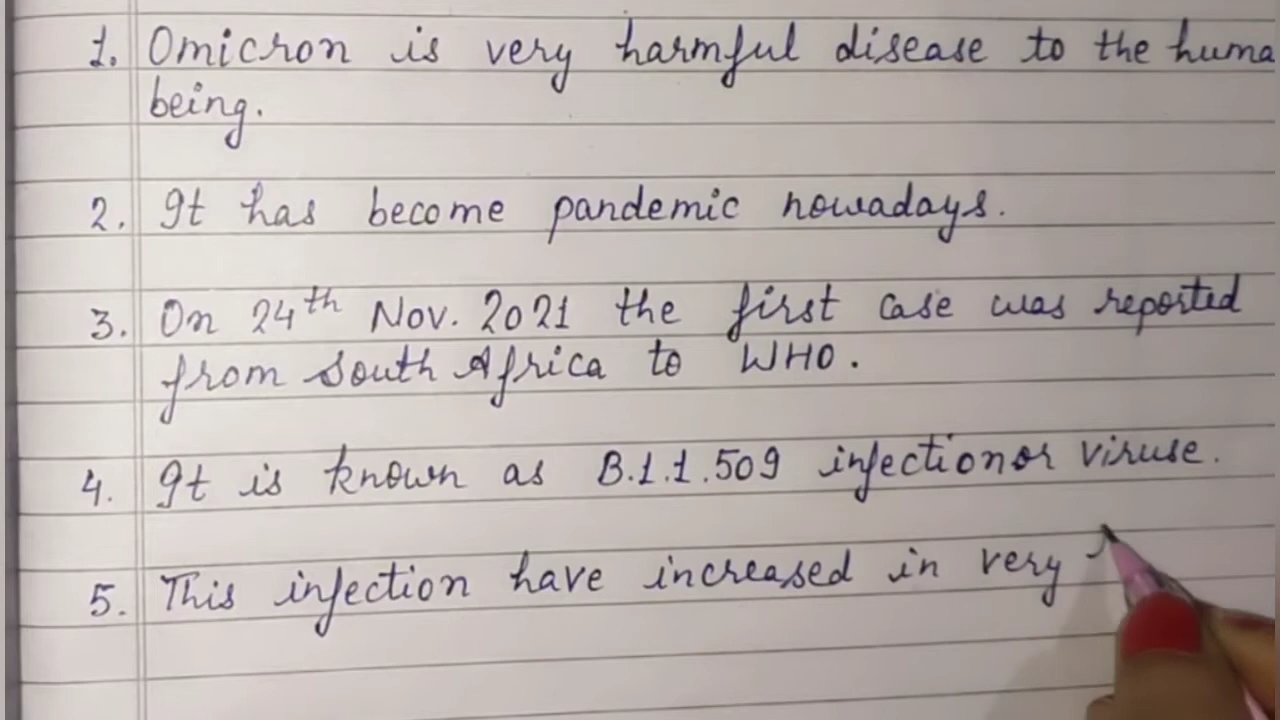 1. Omicron is very harmful disease to the huma
being.
2. It has become pandemic nowadays.
3. On 24th Nov. 2021 the first case was reported
from South Africa to WHO.
4. It is known as B.1.1.509 infection or viruse.
5. This infection have increased in very